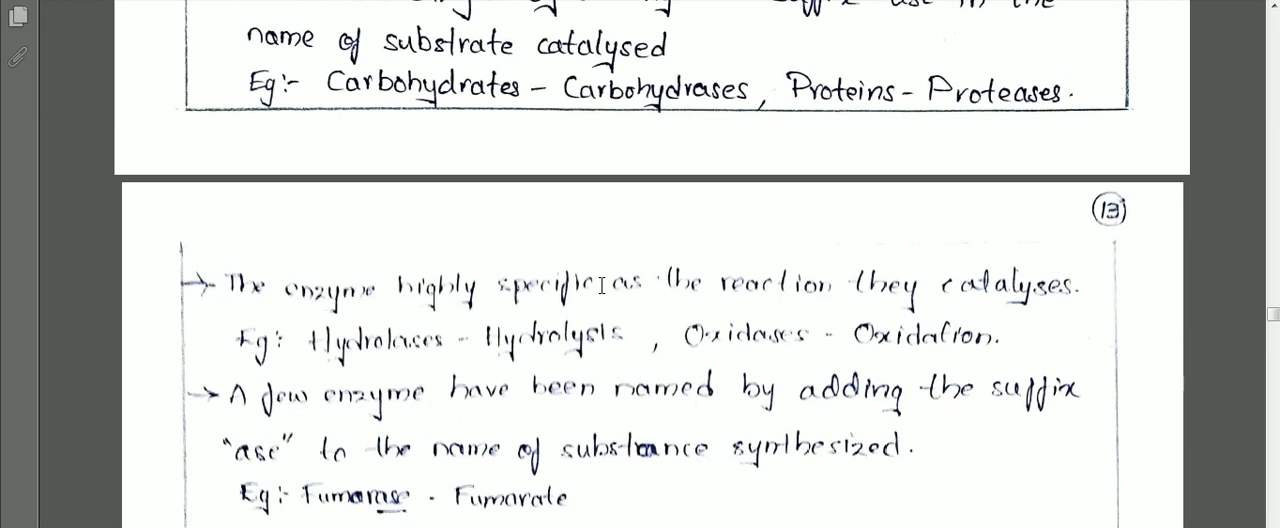 name of substrate catalysed
Eg:- Carbohydrates - Carbohydrases, Proteins - Proteases.
13
→ The enzyme highly specific as the reaction they catalyses.
Eg: Hydrolases - Hydrolysis, Oxidases - Oxidation.
→ A few enzyme have been named by adding the suffix
"ase" to the name of substance synthesized.
Eg:- Fumarase - Fumarate